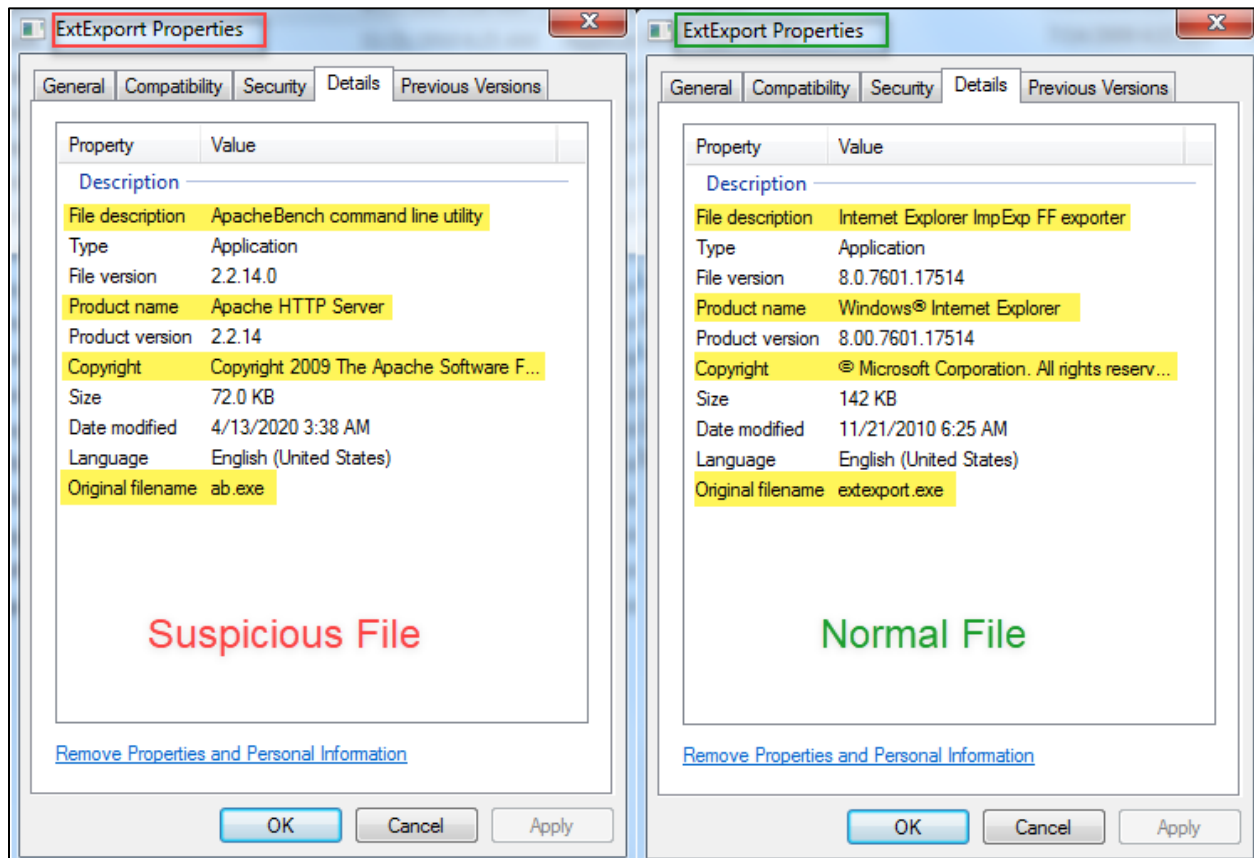 ExtExporrt Properties
General Compatibility Security Details Previous Versions
Property Value
Description
File description ApacheBench command line utility
Type Application
File version 2.2.14.0
Product name Apache HTTP Server
Product version 2.2.14
Copyright Copyright 2009 The Apache Software F...
Size 72.0 KB
Date modified 4/13/2020 3:38 AM
Language English (United States)
Original filename ab.exe
Suspicious File
Remove Properties and Personal Information
OK Cancel Apply
ExtExport Properties
General Compatibility Security Details Previous Versions
Property Value
Description
File description Internet Explorer ImpExp FF exporter
Type Application
File version 8.0.7601.17514
Product name Windows® Internet Explorer
Product version 8.00.7601.17514
Copyright © Microsoft Corporation. All rights reserv...
Size 142 KB
Date modified 11/21/2010 6:25 AM
Language English (United States)
Original filename extexport.exe
Normal File
Remove Properties and Personal Information
OK Cancel Apply